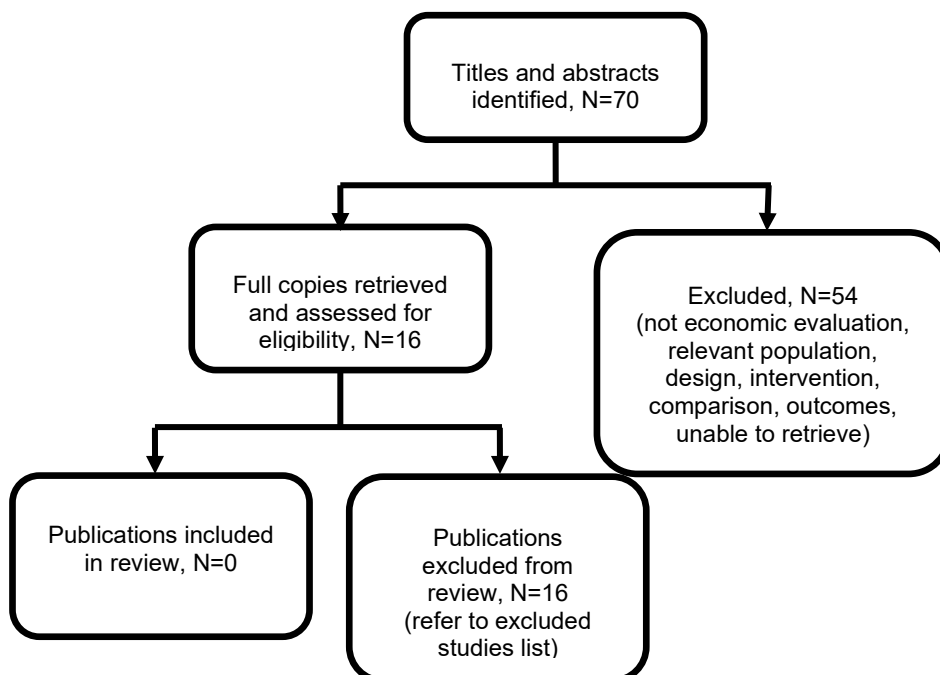 Titles and abstracts
identified, N=70
Full copies retrieved
and assessed for
eligibility, N=16
Excluded, N=54
(not economic evaluation,
relevant population,
design, intervention,
comparison, outcomes,
unable to retrieve)
Publications included
in review, N=0
Publications
excluded from
review, N=16
(refer to excluded
studies list)